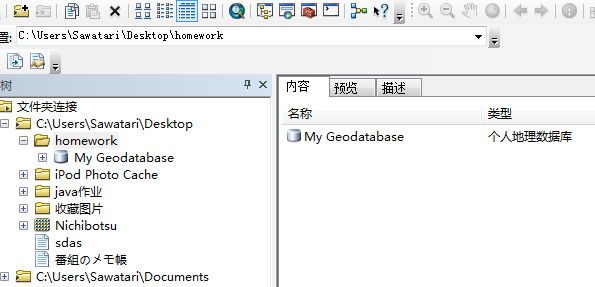 置: C:\Users\Sawatari\Desktop\homework
树
内容 预览 描述
文件夹连接
名称 类型
C:\Users\Sawatari\Desktop
homework
My Geodatabase 个人地理数据库
My Geodatabase
iPod Photo Cache
java作业
收藏图片
Nichibotsu
sdas
番組のメモ帳
C:\Users\Sawatari\Documents